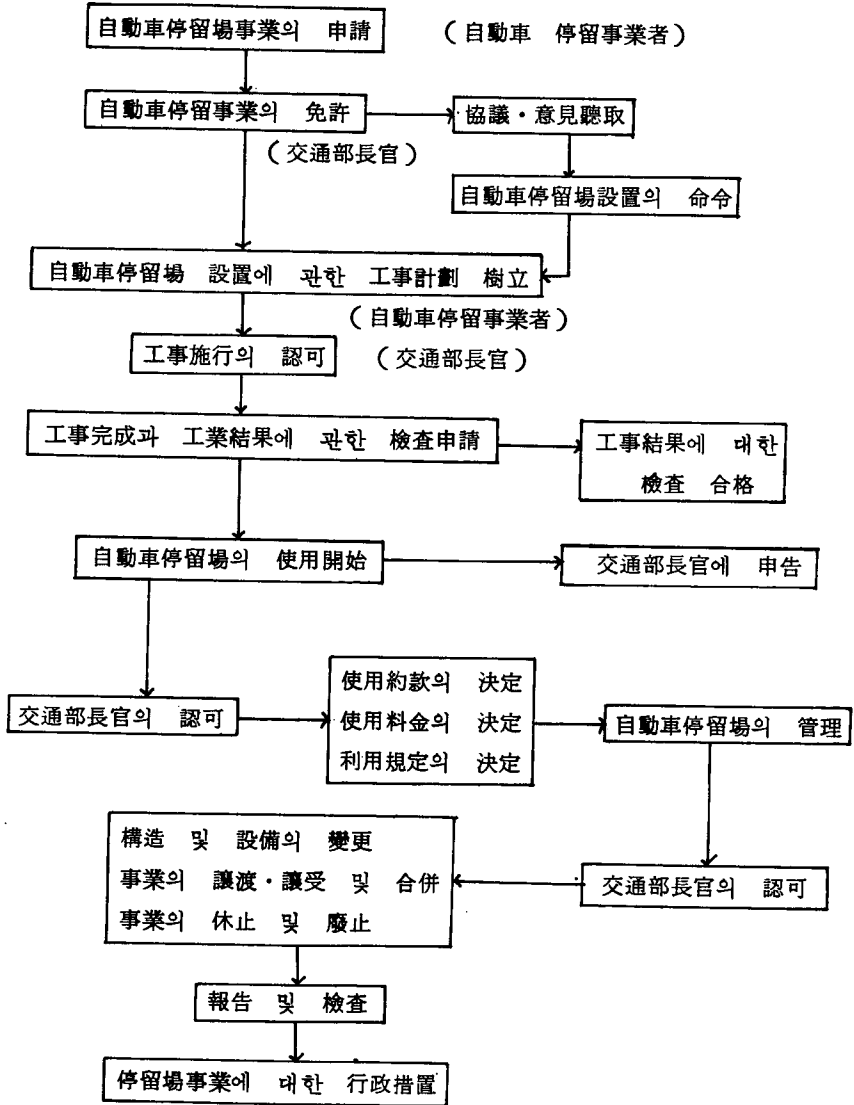 自動車停留場事業의 申請 (自動車 停留事業者)
自動車停留事業의 免許
協議·意見聽取
(交通部長官)
自動車停留場設置의 命令
自動車停留場 設置에 관한 工事計劃 樹立
(自動車停留事業者)
工事施行의 認可 (交通部長官)
工事完成과 工業結果에 관한 檢査申請
工事結果에 대한
檢査 合格
自動車停留場의 使用開始
交通部長官에 申告
交通部長官의 認可
使用約款의 決定
使用料金의 決定
利用規定의 決定
自動車停留場의 管理
構造 및 設備의 變更
事業의 讓渡·讓受 및 合併
事業의 休止 및 廢止
交通部長官의 認可
報告 및 檢査
停留場事業에 대한 行政措置